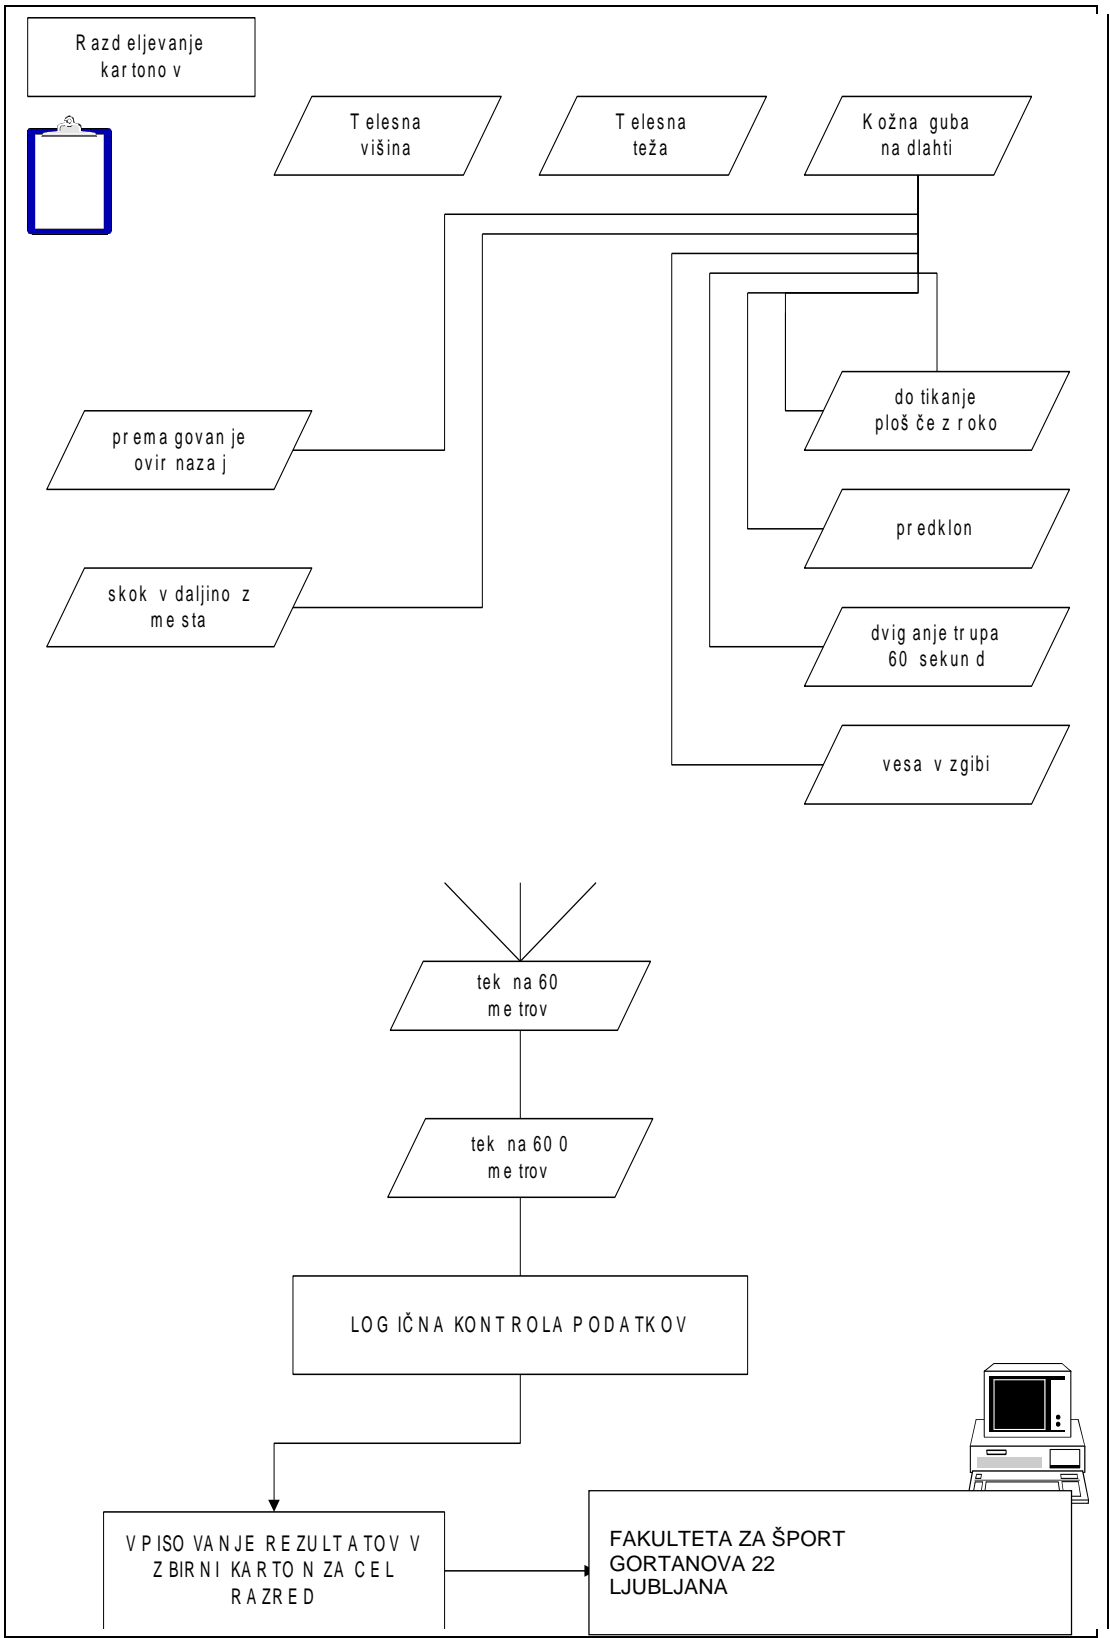 Razdeljevanje
kartonov
Telesna
višina
Telesna
teža
Kožna guba
nadlahti
dotikanje
plošče z roko
premagovanje
ovir nazaj
predklon
skok v daljino z
mesta
dviganje trupa
60 sekund
vesa v zgibi
tek na 60
metrov
tek na 600
metrov
LOGIČNA KONTROLA PODATKOV
VPISOVANJE REZULTATOV V
ZBIRNI KARTON ZA CEL
RAZRED
FAKULTETA ZA ŠPORT
GORTANOVA 22
LJUBLJANA